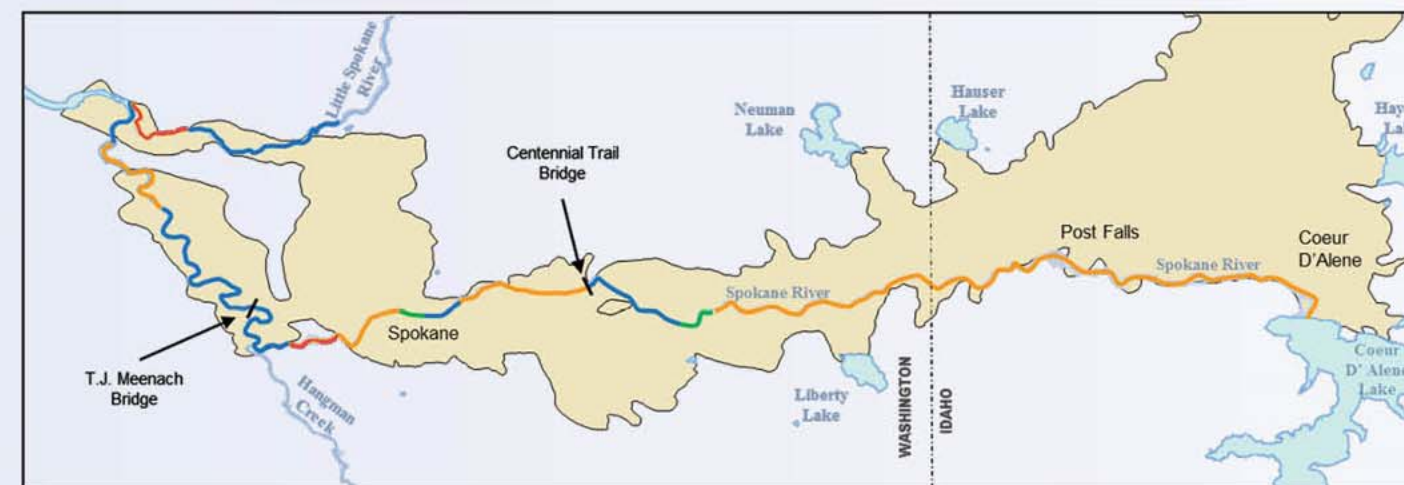 Little Spokane
River
Neuman
Lake
Hauser
Lake
Centennial Trail
Bridge
Post Falls
Coeur
D'Alene
Spokane River
Spokane River
Spokane
T.J. Meenach
Bridge
Hangman
Creek
Liberty
Lake
WASHINGTON
IDAHO
Coeur
D' Alene
Lake